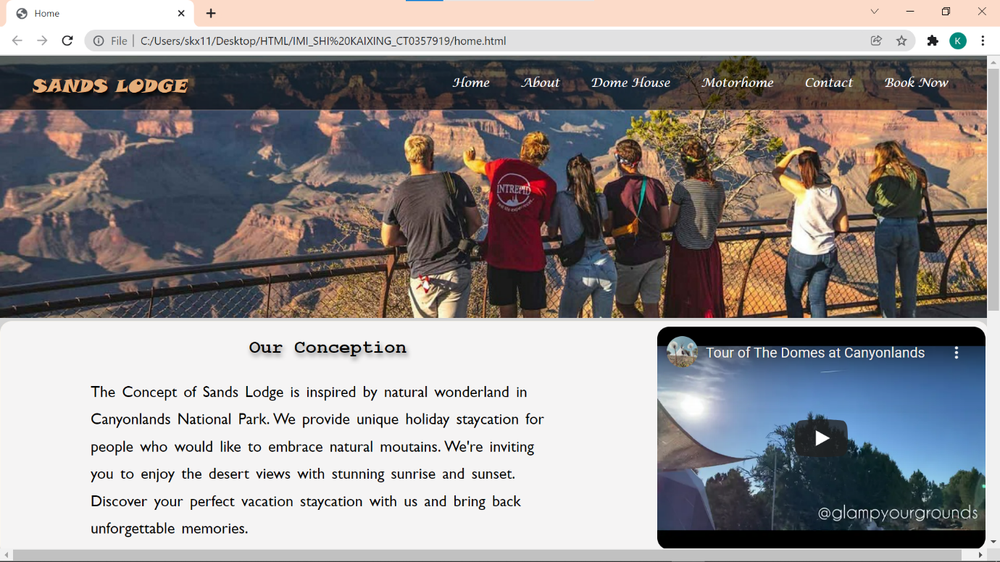 Home
File | C:/Users/skx11/Desktop/HTML/IMI_SHI%20KAIXING_CT0357919/home.html
K
SANDS LODGE
Home
About
Dome House
Motorhome
Contact
Book Now
INTREPID
real life experiences
Our Conception
The Concept of Sands Lodge is inspired by natural wonderland in
Canyonlands National Park. We provide unique holiday staycation for
people who would like to embrace natural moutains. We're inviting
you to enjoy the desert views with stunning sunrise and sunset.
Discover your perfect vacation staycation with us and bring back
unforgettable memories.
Tour of The Domes at Canyonlands
@glampyourgrounds